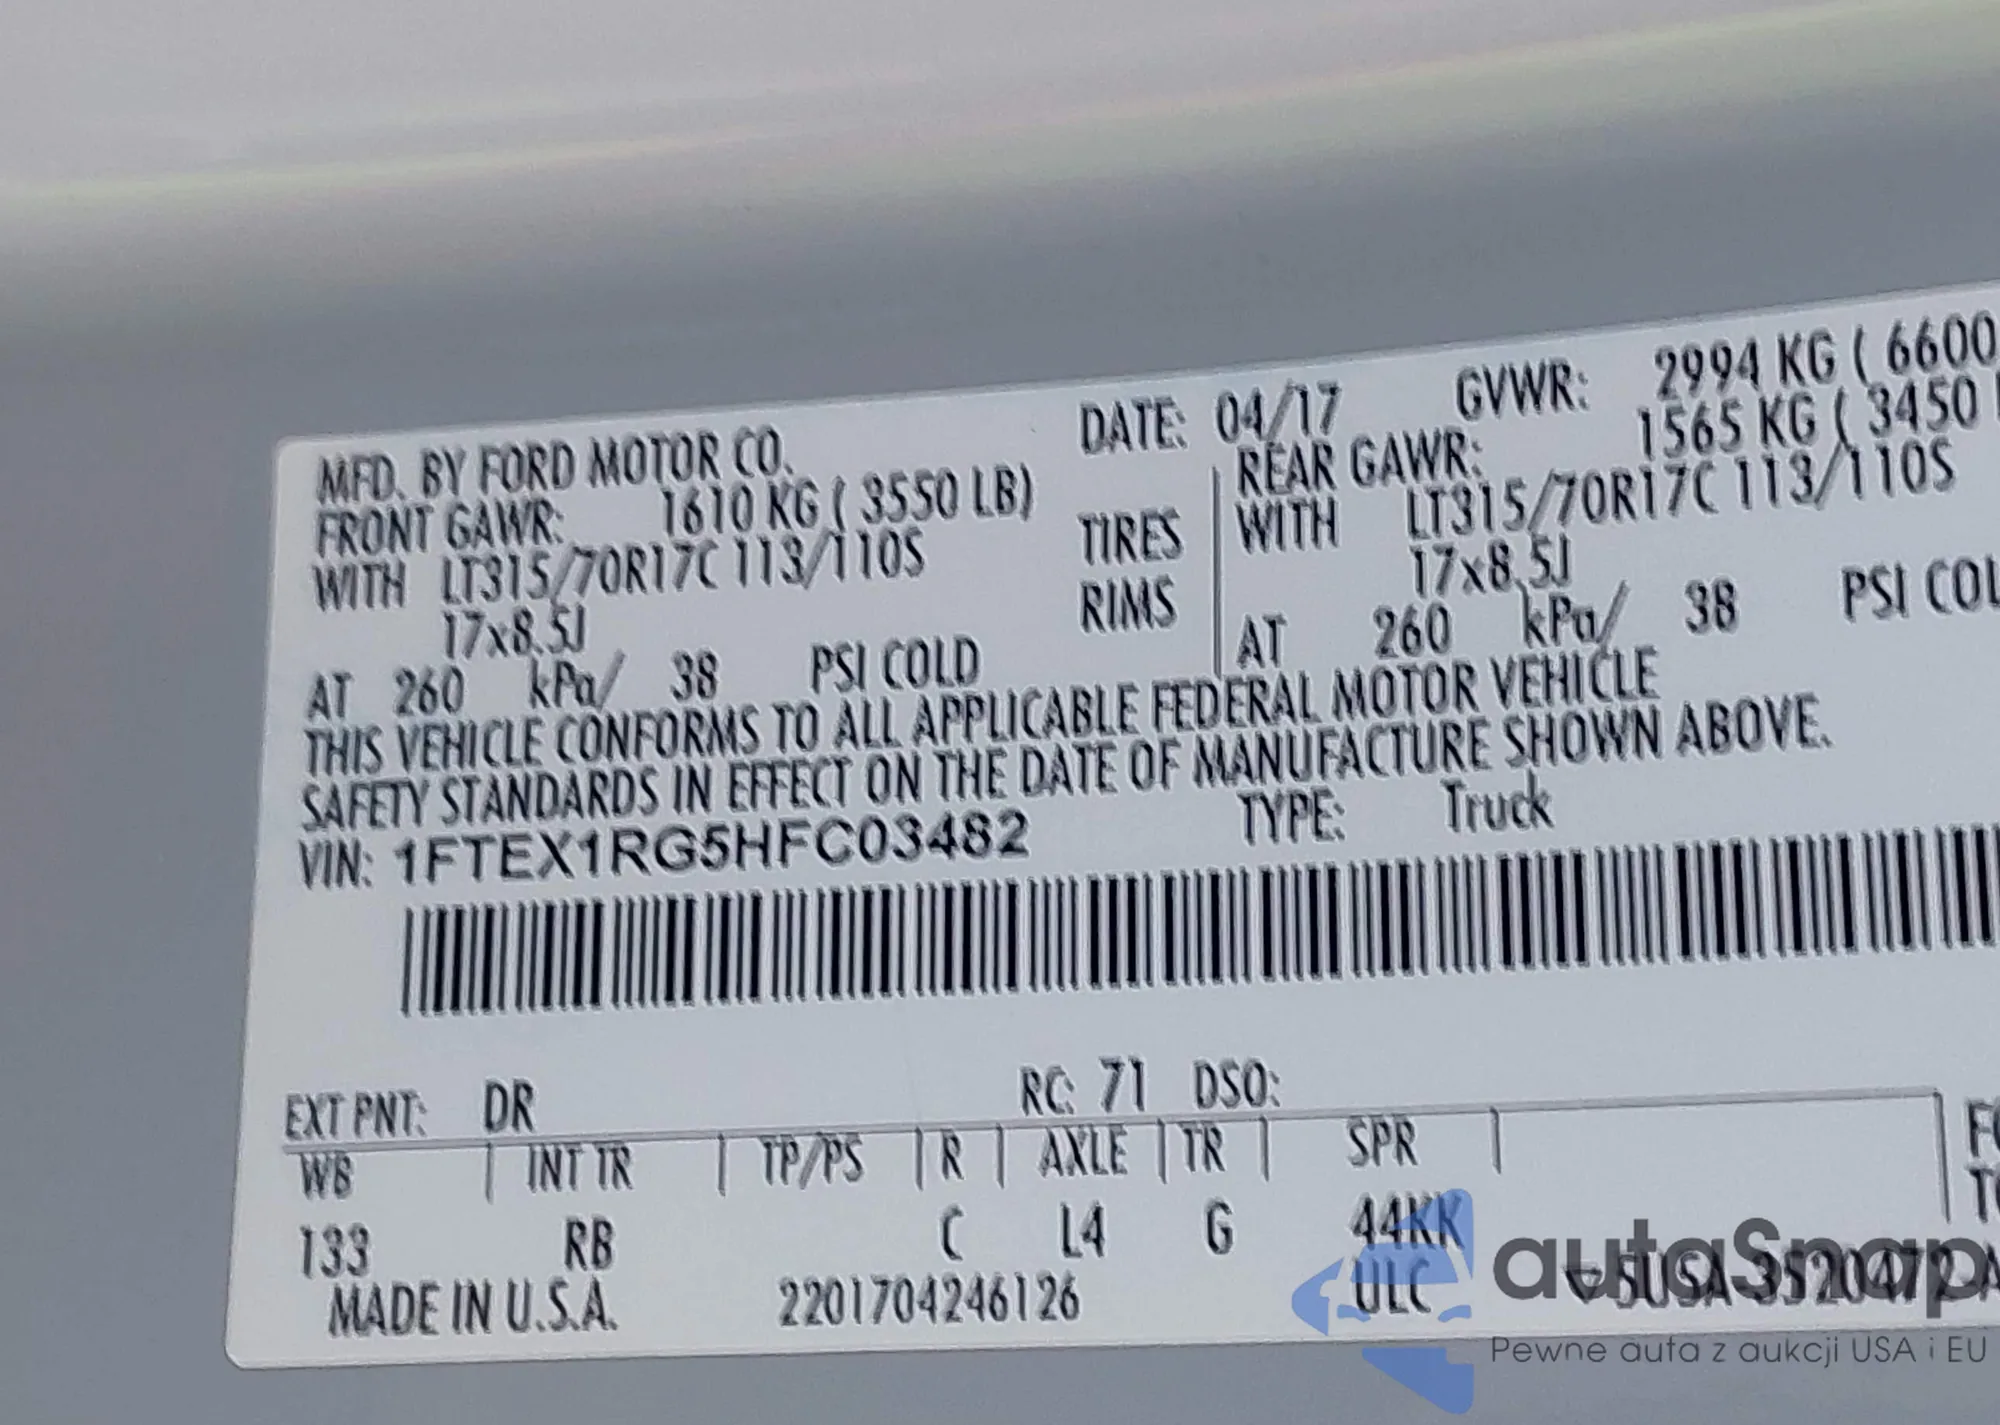 MFD. BY FORD MOTOR CO. DATE: 04/17 GVWR: 2994 KG ( 6600
FRONT GAWR: 1610 KG ( 3550 LB) REAR GAWR: 1565 KG ( 3450
WITH LT315/70R17C 113/110S TIRES WITH LT315/70R17C 113/110S
17x8.5J RIMS 17x8.5J
AT 260 kPa/ 38 PSI COLD AT 260 kPa/ 38 PSI COL
THIS VEHICLE CONFORMS TO ALL APPLICABLE FEDERAL MOTOR VEHICLE
SAFETY STANDARDS IN EFFECT ON THE DATE OF MANUFACTURE SHOWN ABOVE.
VIN: 1FTEX1RG5HFC03482 TYPE: Truck
EXT PNT: DR RC: 71 DSO:
WB | INT TR | TP/PS | R | AXLE | TR | SPR |
133 RB C L4 G 44KK
MADE IN U.S.A. 2201704246126 ULC
autaSnap
Pewne auta z aukcji USA i EU